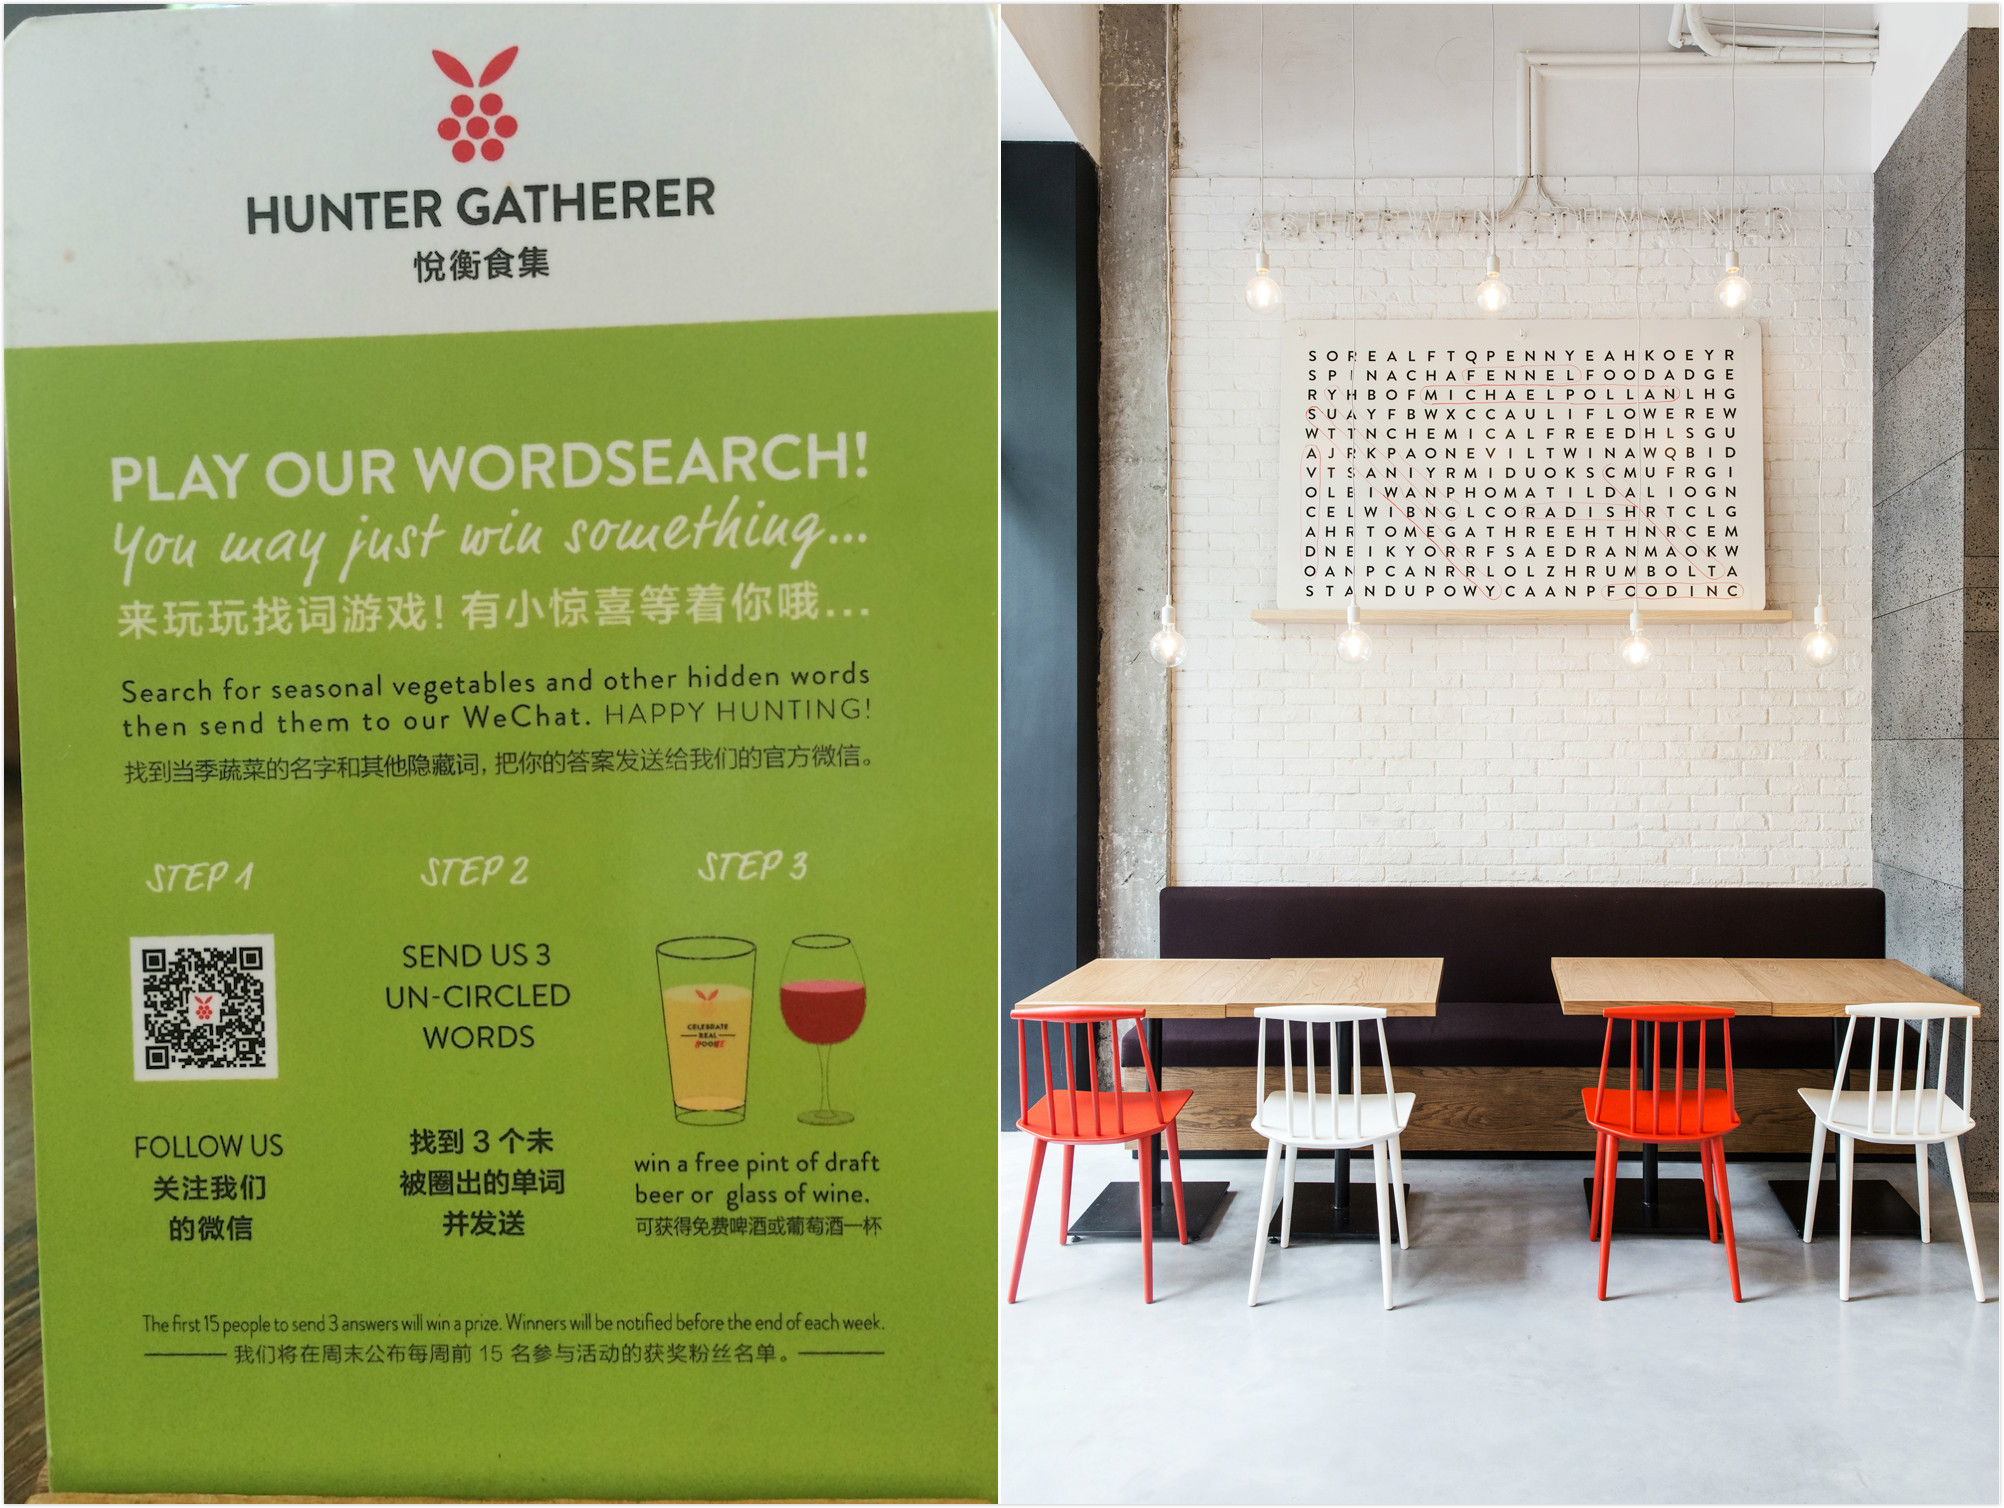 HUNTER GATHERER
悦衡食集
PLAY OUR WORDSEARCH!
you may just win something...
来玩玩找词游戏！有小惊喜等着你哦...
Search for seasonal vegetables and other hidden words
then send them to our WeChat. HAPPY HUNTING!
找到当季蔬菜的名字和其他隐藏词, 把你的答案发送给我们的官方微信。
STEP 1
STEP 2
STEP 3
SEND US 3
UN-CIRCLED
WORDS
CELEBRATE
REAL
FOOD
FOLLOW US
关注我们
的微信
找到 3 个未
被圈出的单词
并发送
win a free pint of draft
beer or glass of wine.
可获得免费啤酒或葡萄酒一杯
The first 15 people to send 3 answers will win a prize. Winners will be notified before the end of each week.
我们将在周末公布每周前 15 名参与活动的获奖粉丝名单。
S O R E A L F T Q P E N N Y E A H K O E Y R
S P I N A C H A F E N N E L F O O D A D G E
R Y H B O F M I C H A E L P O L L A N L H G
S U A Y F B W X C C A U L I F L O W E R E W
W T T N C H E M I C A L F R E E D H L S G U
A J R K P A O N E V I L T W I N A W Q B I D
V T S A N I Y R M I D U O K S C M U F R G I
O L E I W A N P H O M A T I L D A L I O G N
C E L W I B N G L C O R A D I S H R T C L G
A H R T O M E G A T H R E E H T H N R C E M
D N E I K Y O R R F S A E D R A N M A O K W
O A N P C A N R R L O L Z H R U M B O L T A
S T A N D U P O W Y C A A N P F C O D I N C